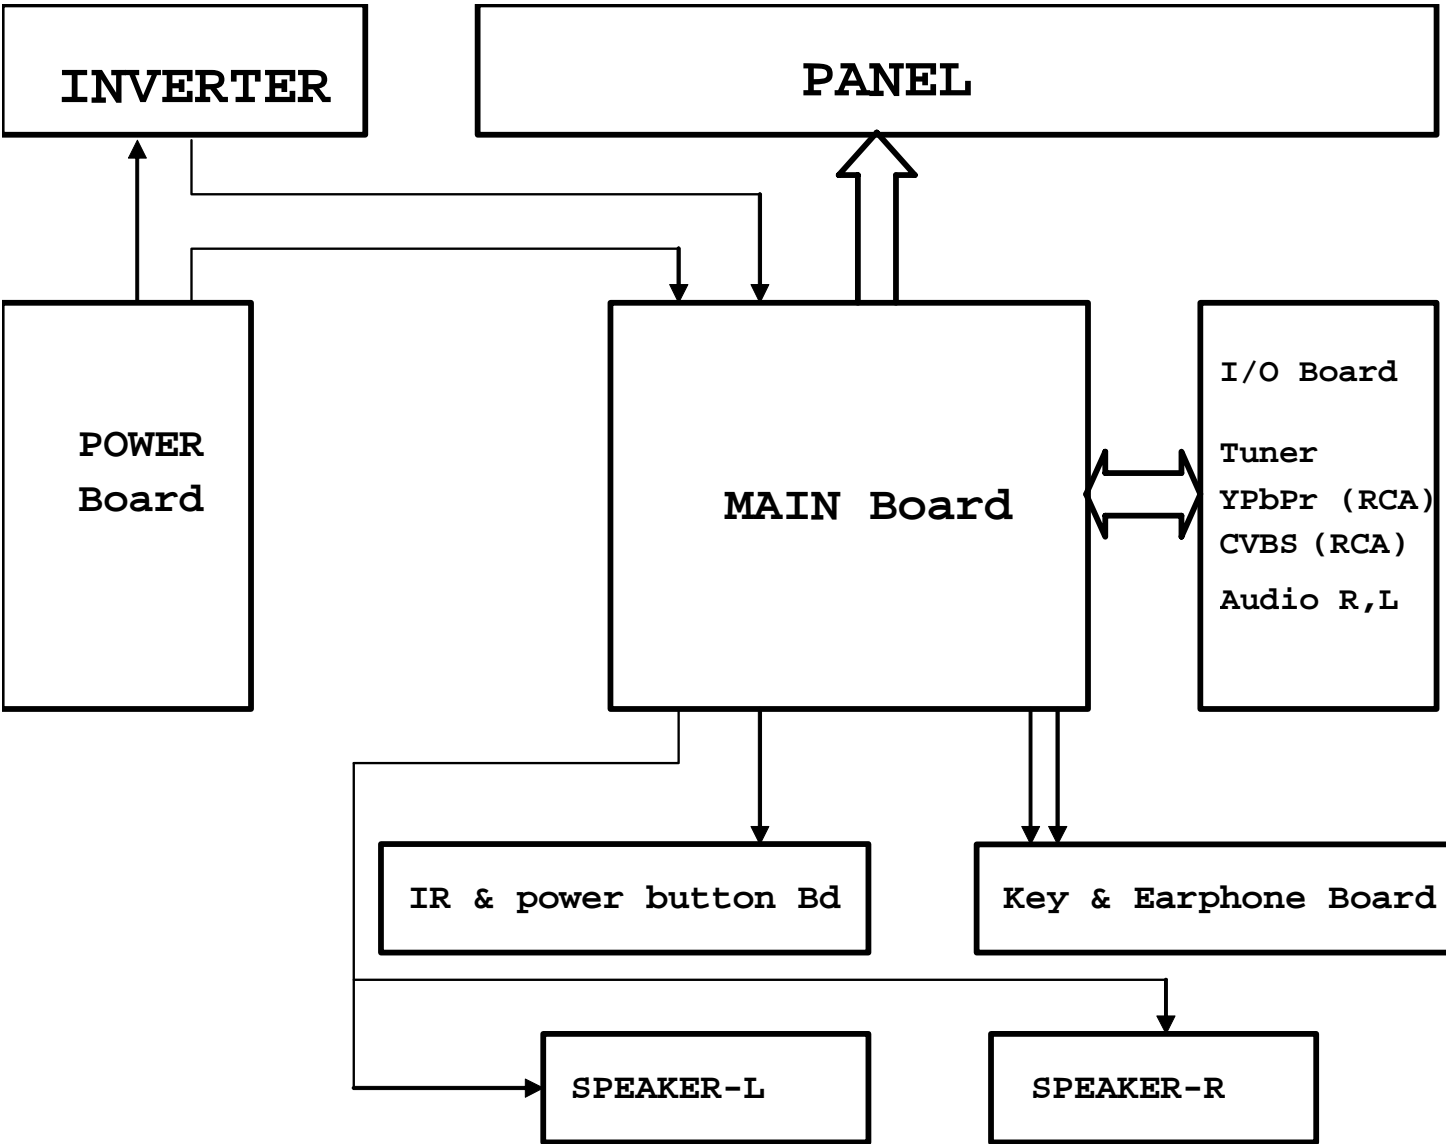 INVERTER
PANEL
POWER
Board
MAIN Board
I/O Board
Tuner
YPbPr (RCA)
CVBS (RCA)
Audio R,L
IR & power button Bd
Key & Earphone Board
SPEAKER-L
SPEAKER-R